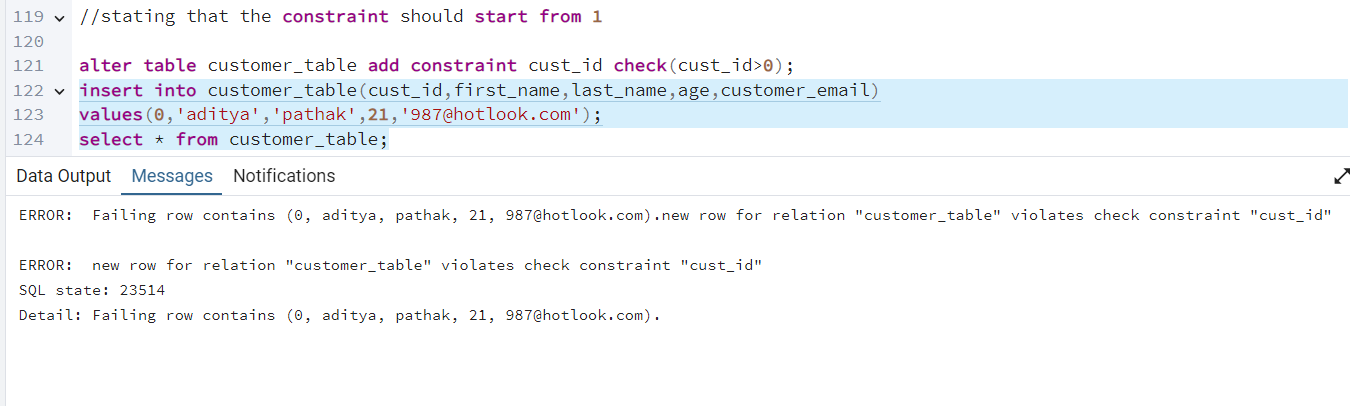 119 //stating that the constraint should start from 1
120
121 alter table customer_table add constraint cust_id check(cust_id>0);
122 insert into customer_table(cust_id,first_name,last_name,age,customer_email)
123 values(0,'aditya','pathak',21,'987@hotlook.com');
124 select * from customer_table;
Data Output Messages Notifications
ERROR:  Failing row contains (0, aditya, pathak, 21, 987@hotlook.com).new row for relation "customer_table" violates check constraint "cust_id"
ERROR:  new row for relation "customer_table" violates check constraint "cust_id"
SQL state: 23514
Detail: Failing row contains (0, aditya, pathak, 21, 987@hotlook.com).